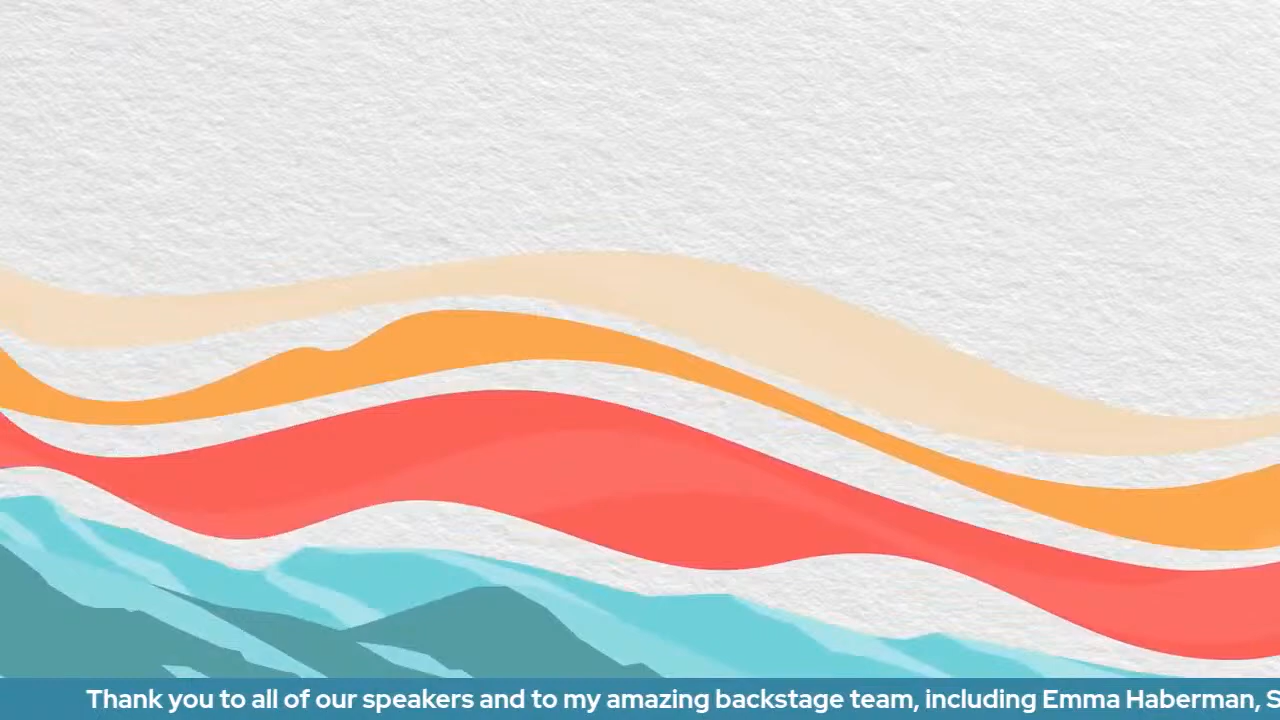 Thank you to all of our speakers and to my amazing backstage team, including Emma Haberman,